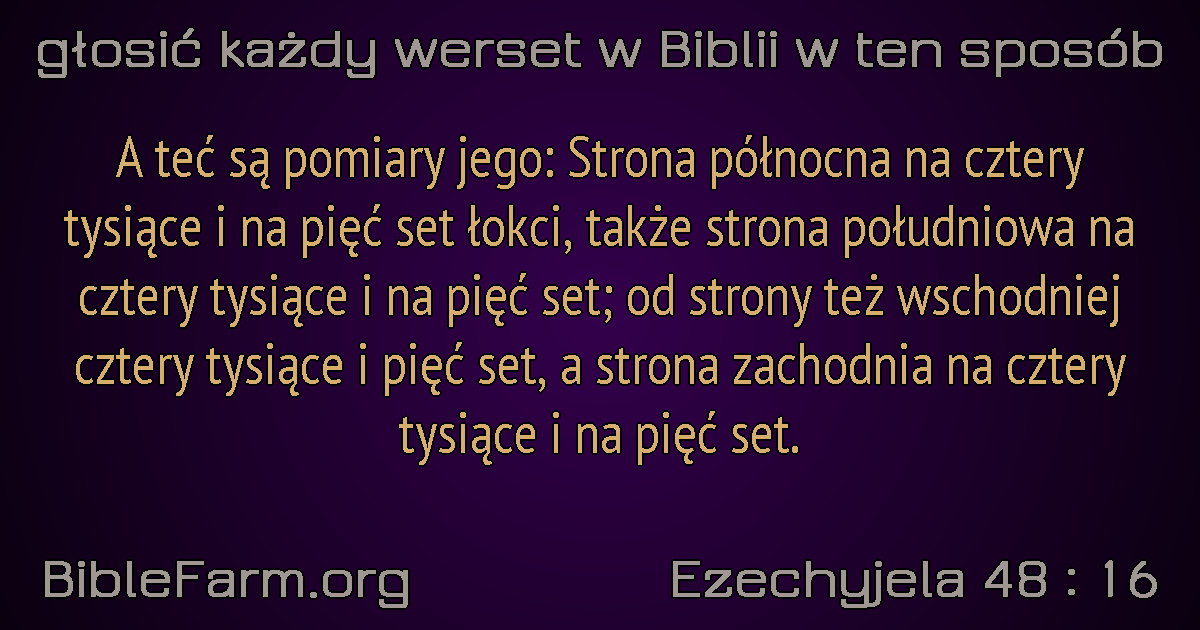 głosić każdy werset w Biblii w ten sposób
A teć są pomiary jego: Strona północna na cztery
tysiące i na pięć set łokci, także strona południowa na
cztery tysiące i na pięć set; od strony też wschodniej
cztery tysiące i pięć set, a strona zachodnia na cztery
tysiące i na pięć set.
BibleFarm.org
Ezechyjela 48 : 16